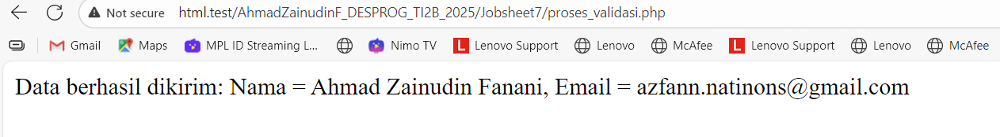 Not secure html.test/AhmadZainudinF_DESPROG_TI2B_2025/Jobsheet7/proses_validasi.php
Gmail Maps MPL ID Streaming L... Nimo TV Lenovo Support Lenovo McAfee Lenovo Support Lenovo McAfee
Data berhasil dikirim: Nama = Ahmad Zainudin Fanani, Email = azfann.natinons@gmail.com